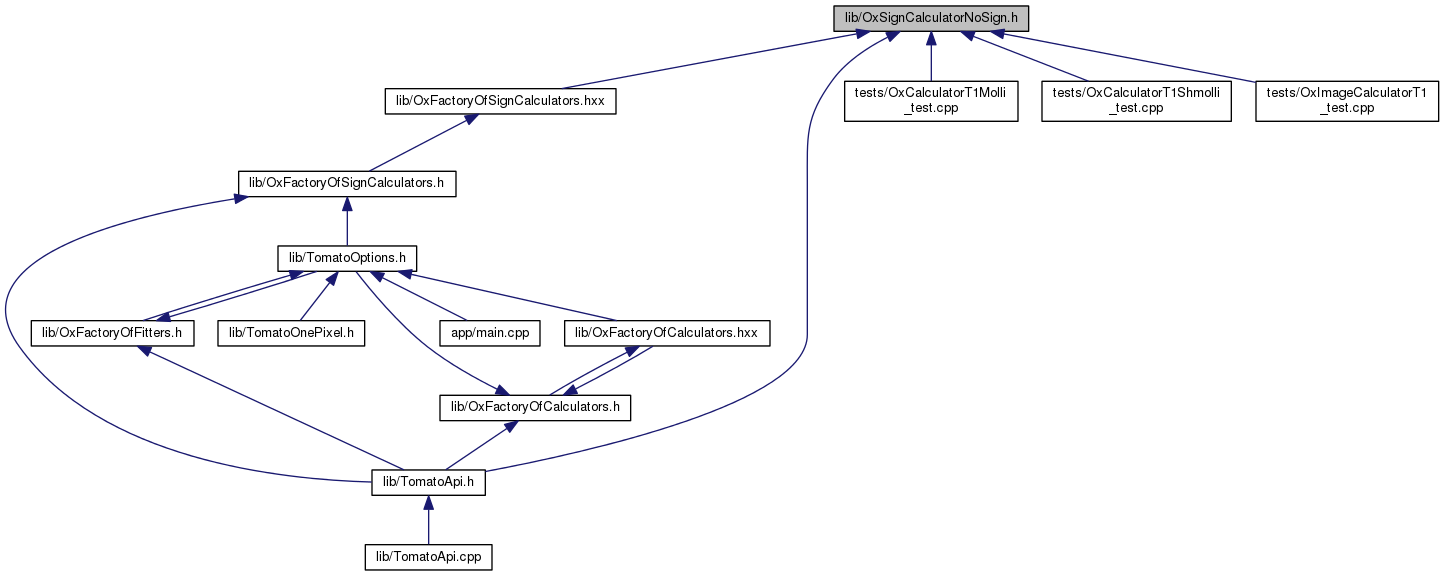 lib/OxSignCalculatorNoSign.h
lib/OxFactoryOfSignCalculators.hxx
tests/OxCalculatorT1Molli
_test.cpp
tests/OxCalculatorT1Shmolli
_test.cpp
tests/OxImageCalculatorT1
_test.cpp
lib/OxFactoryOfSignCalculators.h
lib/TomatoOptions.h
lib/OxFactoryOfFitters.h
lib/TomatoOnePixel.h
app/main.cpp
lib/OxFactoryOfCalculators.hxx
lib/OxFactoryOfCalculators.h
lib/TomatoApi.h
lib/TomatoApi.cpp